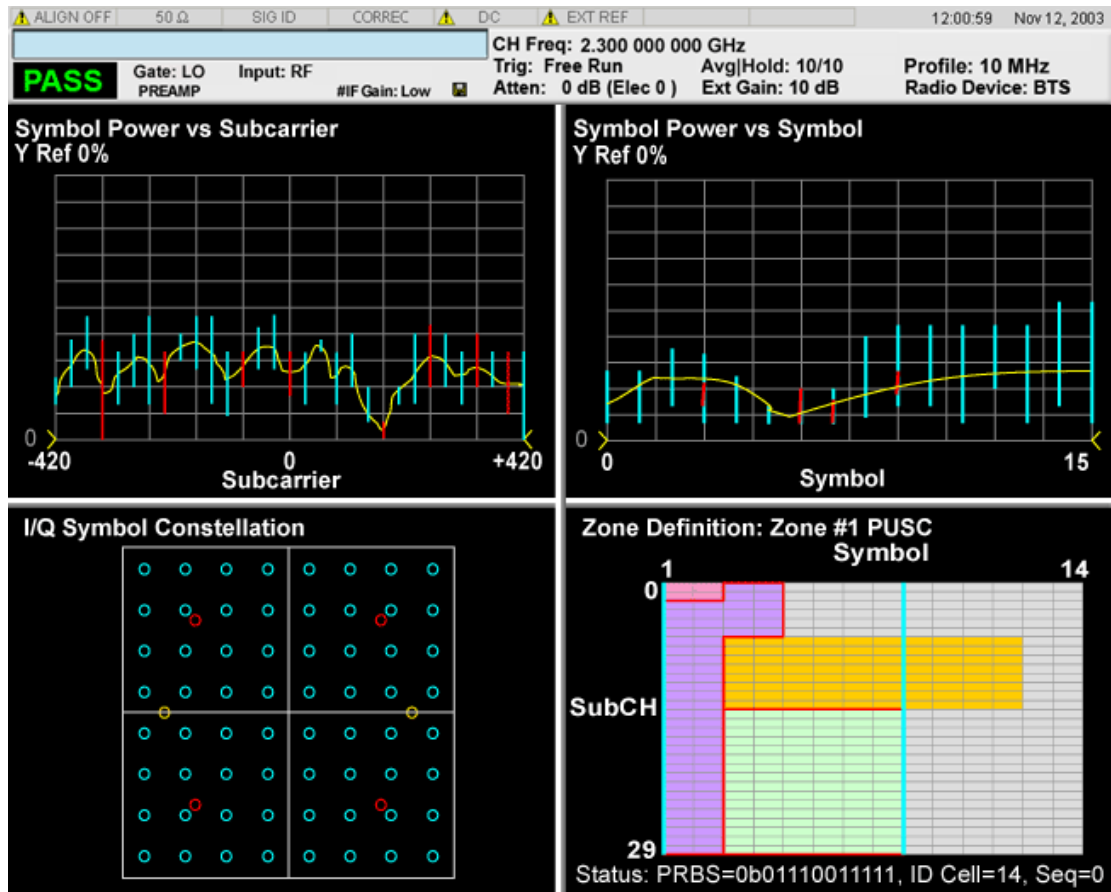 ALIGN OFF 50 Ω SIG ID CORREC DC EXT REF 12:00:59 Nov 12, 2003
CH Freq: 2.300 000 000 GHz
PASS Gate: LO Input: RF Trig: Free Run Avg|Hold: 10/10 Profile: 10 MHz
PREAMP #IF Gain: Low Atten: 0 dB (Elec 0 ) Ext Gain: 10 dB Radio Device: BTS
Symbol Power vs Subcarrier
Y Ref 0%
0
-420 0 +420
Subcarrier
Symbol Power vs Symbol
Y Ref 0%
0
0 15
Symbol
I/Q Symbol Constellation
Zone Definition: Zone #1 PUSC
Symbol
1 14
0
SubCH
29
Status: PRBS=0b01110011111, ID Cell=14, Seq=0